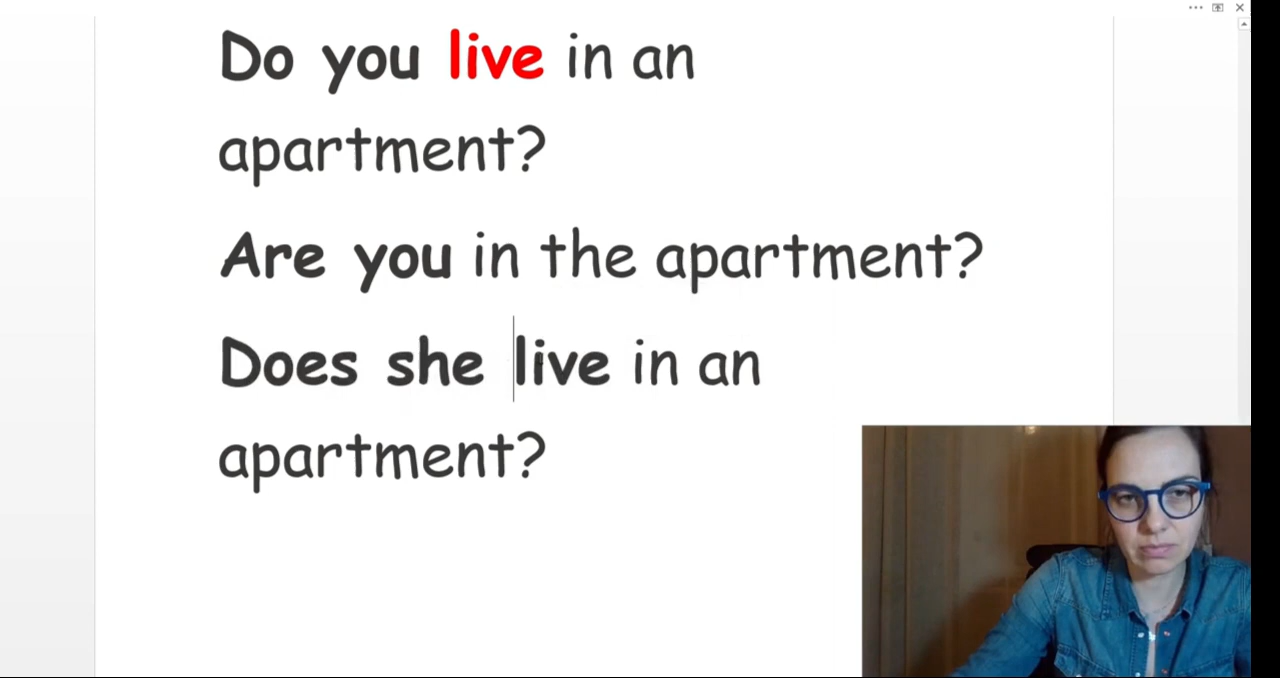 Do you live in an
apartment?
Are you in the apartment?
Does she live in an
apartment?